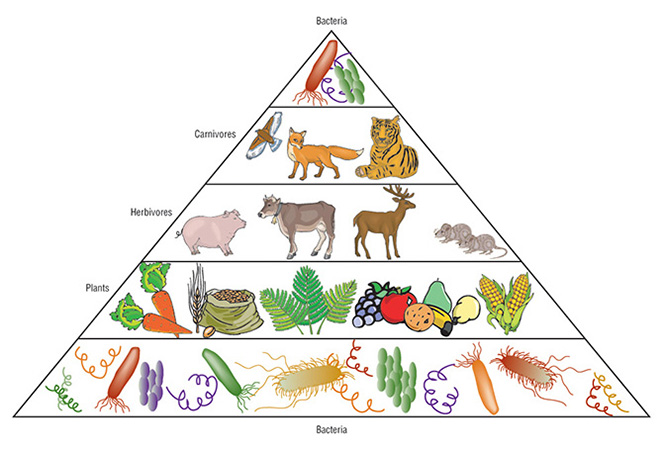 Bacteria
Carnivores
Herbivores
Plants
Bacteria